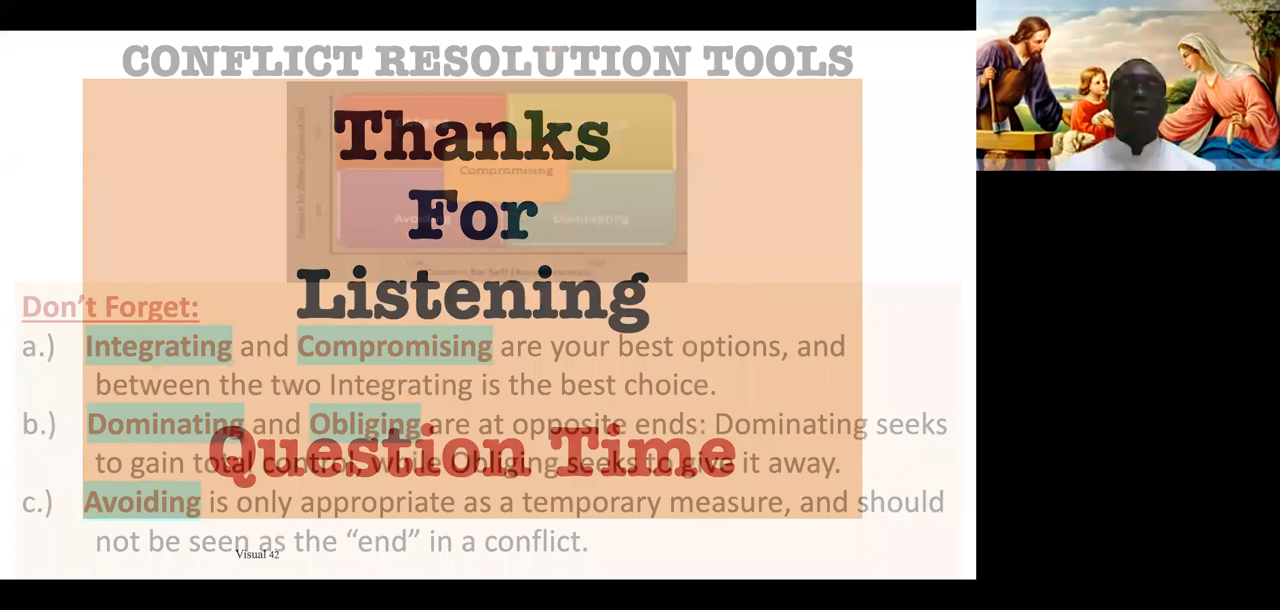 CONFLICT RESOLUTION TOOLS
Thanks
For
Listening
Compromising
Dominating
Don't Forget:
a.) Integrating and Compromising are your best options, and
between the two Integrating is the best choice.
b.) Dominating and Obliging are at opposite ends: Dominating seeks
to gain total control, while Obliging seeks to give it away.
Question Time
c.) Avoiding is only appropriate as a temporary measure, and should
not be seen as the “end” in a conflict.
Visual 42